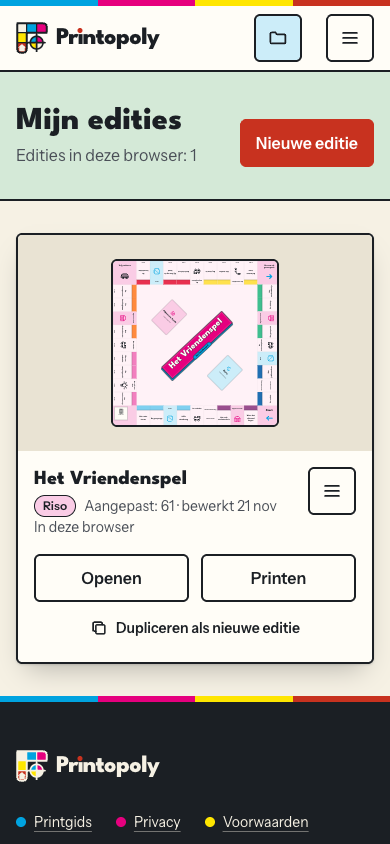 Printopoly
Mijn edities
Edities in deze browser: 1
Nieuwe editie
Het Vriendenspel
Het Vriendenspel
Riso
Aangepast: 61 · bewerkt 21 nov
In deze browser
Openen
Printen
Dupliceren als nieuwe editie
Printopoly
Printgids
Privacy
Voorwaarden